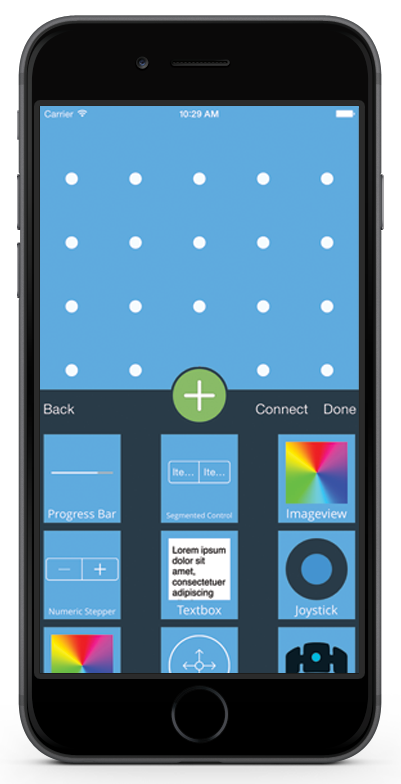 Carrier 10:29 AM
Back Connect Done
Ite... Ite...
Progress Bar Segmented Control Imageview
Lorem ipsum
dolor sit
amet,
consectetuer
adipiscing
Numeric Stepper Textbox Joystick